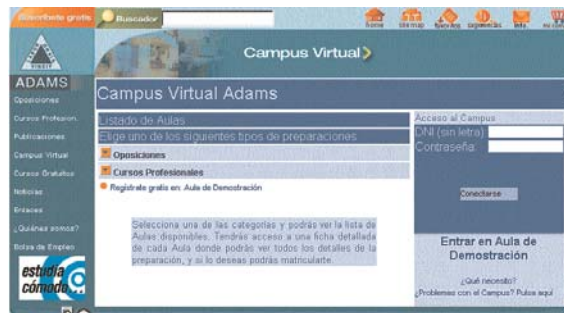 Suscríbete gratis
Buscador
home
sitemap
favoritos
sugerencias
info.
Campus Virtual
ADAMS
Oposiciones
Cursos Profesion.
Publicaciones
Campus Virtual
Cursos Gratuitos
Noticias
Enlaces
¿Quiénes somos?
Bolsa de Empleo
estudia
cómodo
Campus Virtual Adams
Listado de Aulas
Elige uno de los siguientes tipos de preparaciones
Oposiciones
Cursos Profesionales
Regístrate gratis en: Aula de Demostración
Selecciona una de las categorías y podrás ver la lista de
Aulas disponibles. Tendrás acceso a una ficha detallada
de cada Aula donde podrás ver todos los detalles de la
preparación, y si lo deseas podrás matricularte.
Acceso al Campus
DNI (sin letra)
Contraseña:
Conectarse
Entrar en Aula de
Demostración
¿Qué necesito?
¿Problemas con el Campus? Pulsa aquí